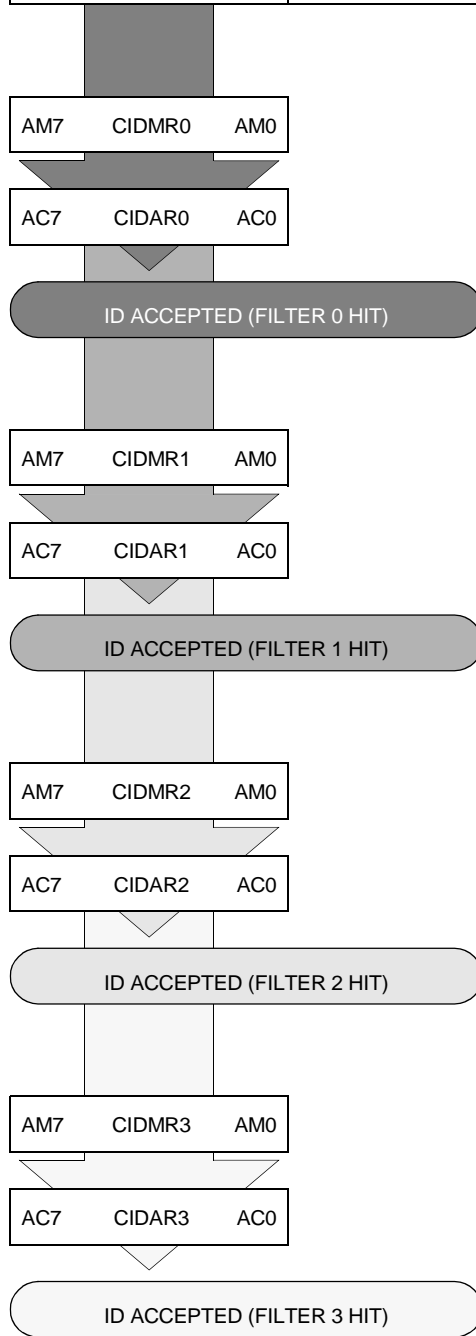 AM7 CIDMR0 AM0
AC7 CIDAR0 AC0
ID ACCEPTED (FILTER 0 HIT)
AM7 CIDMR1 AM0
AC7 CIDAR1 AC0
ID ACCEPTED (FILTER 1 HIT)
AM7 CIDMR2 AM0
AC7 CIDAR2 AC0
ID ACCEPTED (FILTER 2 HIT)
AM7 CIDMR3 AM0
AC7 CIDAR3 AC0
ID ACCEPTED (FILTER 3 HIT)